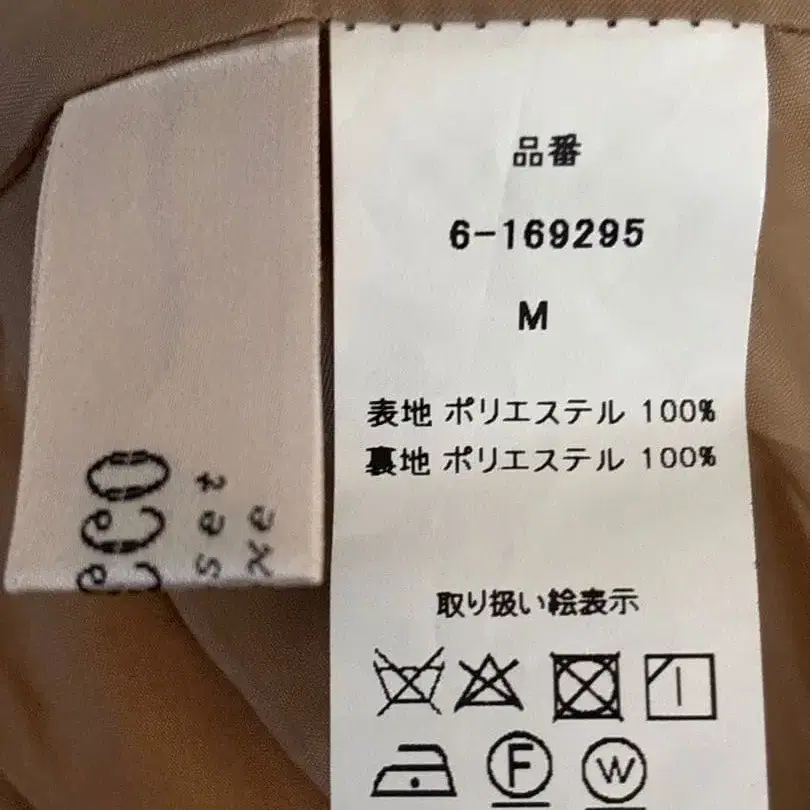 品番
6-169295
M
表地 ポリエステル 100%
裏地 ポリエステル 100%
取り扱い絵表示
F
W